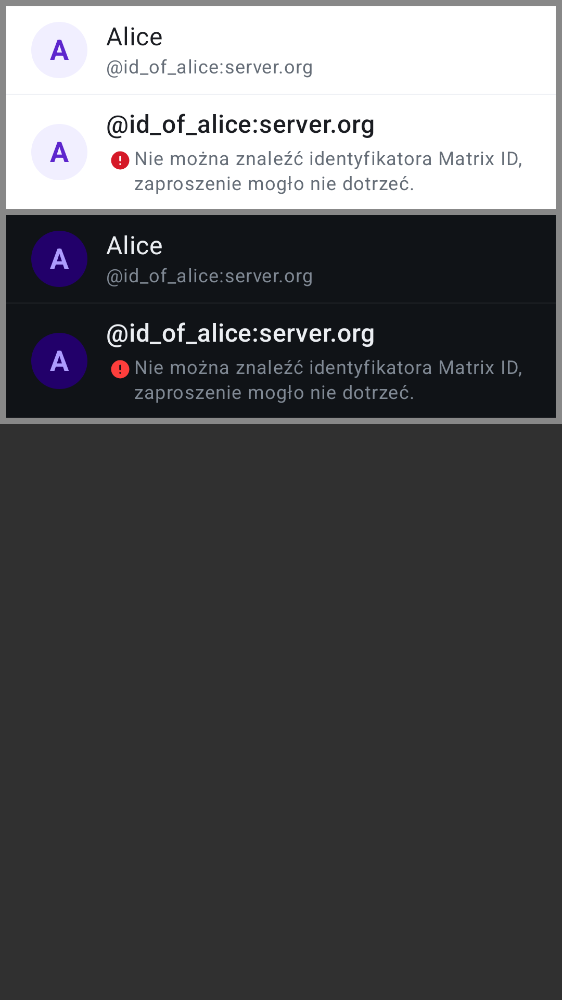 A
Alice
@id_of_alice:server.org
A
@id_of_alice:server.org
Nie można znaleźć identyfikatora Matrix ID,
zaproszenie mogło nie dotrzeć.
A
Alice
@id_of_alice:server.org
A
@id_of_alice:server.org
Nie można znaleźć identyfikatora Matrix ID,
zaproszenie mogło nie dotrzeć.